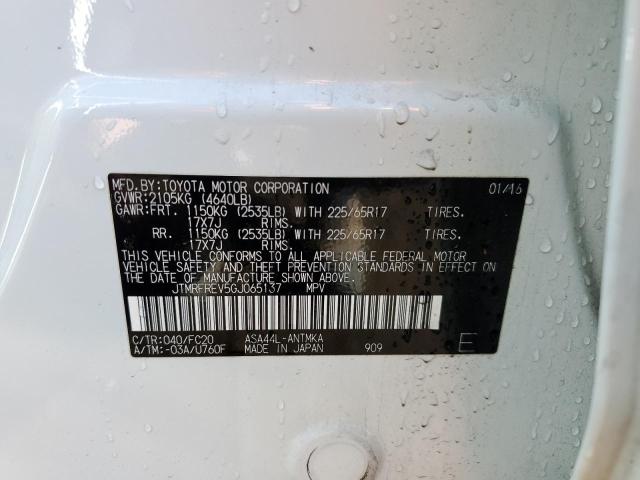 MFD. BY: TOYOTA MOTOR CORPORATION 01/16
GVWR: 2105KG (4640LB)
GAWR: FRT. 1150KG (2535LB) WITH 225/65R17 TIRES.
17X7J RIMS.
RR. 1150KG (2535LB) WITH 225/65R17 TIRES.
17X7J RIMS.
THIS VEHICLE CONFORMS TO ALL APPLICABLE FEDERAL MOTOR
VEHICLE SAFETY AND THEFT PREVENTION STANDARDS IN EFFECT ON
THE DATE OF MANUFACTURE SHOWN ABOVE.
JTMRFREV5GJ065137 MPV
C/TR: 040/FC20 ASA44L-ANTMKA
A/TM: -03A/U760F MADE IN JAPAN 909 E